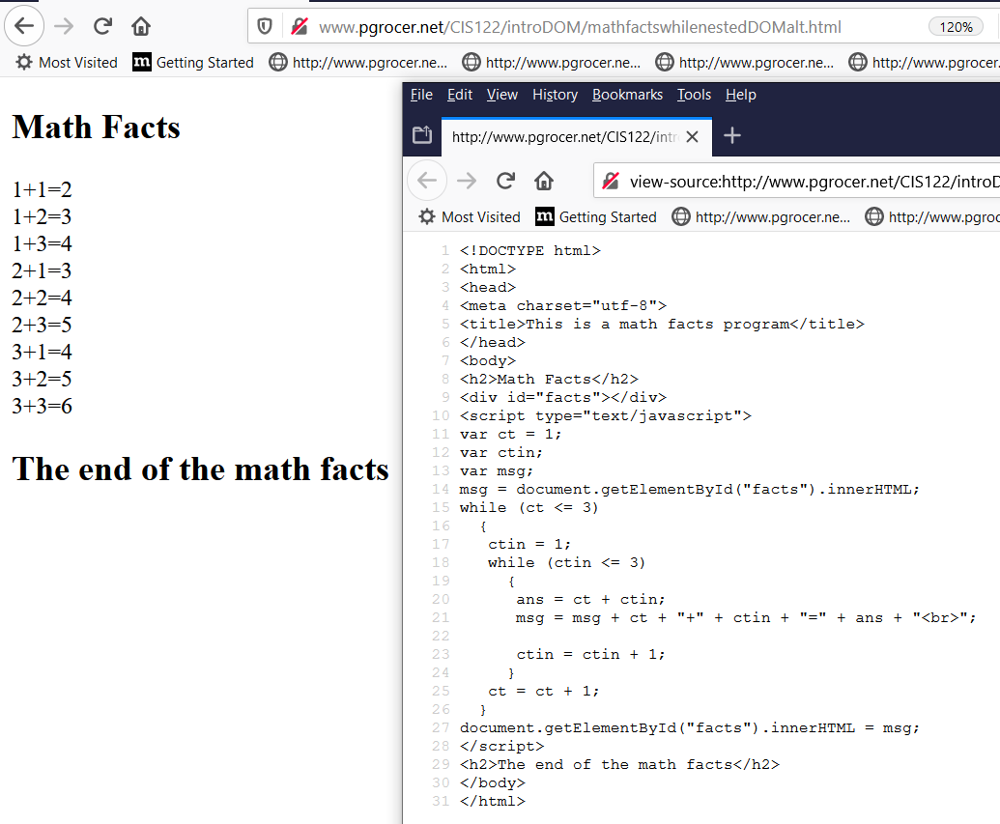 www.pgrocer.net/CIS122/introDOM/mathfactswhilenestedDOMalt.html 120%
Most Visited m Getting Started http://www.pgrocer.ne... http://www.pgrocer.ne... http://www.pgrocer.ne... http://www.pgrocer.
Math Facts
1+1=2
1+2=3
1+3=4
2+1=3
2+2=4
2+3=5
3+1=4
3+2=5
3+3=6
The end of the math facts
File Edit View History Bookmarks Tools Help
http://www.pgrocer.net/CIS122/intr
view-source:http://www.pgrocer.net/CIS122/introD
Most Visited m Getting Started http://www.pgrocer.ne... http://www.pgroc
1 <!DOCTYPE html>
2 <html>
3 <head>
4 <meta charset="utf-8">
5 <title>This is a math facts program</title>
6 </head>
7 <body>
8 <h2>Math Facts</h2>
9 <div id="facts"></div>
10 <script type="text/javascript">
11 var ct = 1;
12 var ctin;
13 var msg;
14 msg = document.getElementById("facts").innerHTML;
15 while (ct <= 3)
16 {
17 ctin = 1;
18 while (ctin <= 3)
19 {
20 ans = ct + ctin;
21 msg = msg + ct + "+" + ctin + "=" + ans + "<br>";
22
23 ctin = ctin + 1;
24 }
25 ct = ct + 1;
26 }
27 document.getElementById("facts").innerHTML = msg;
28 </script>
29 <h2>The end of the math facts</h2>
30 </body>
31 </html>